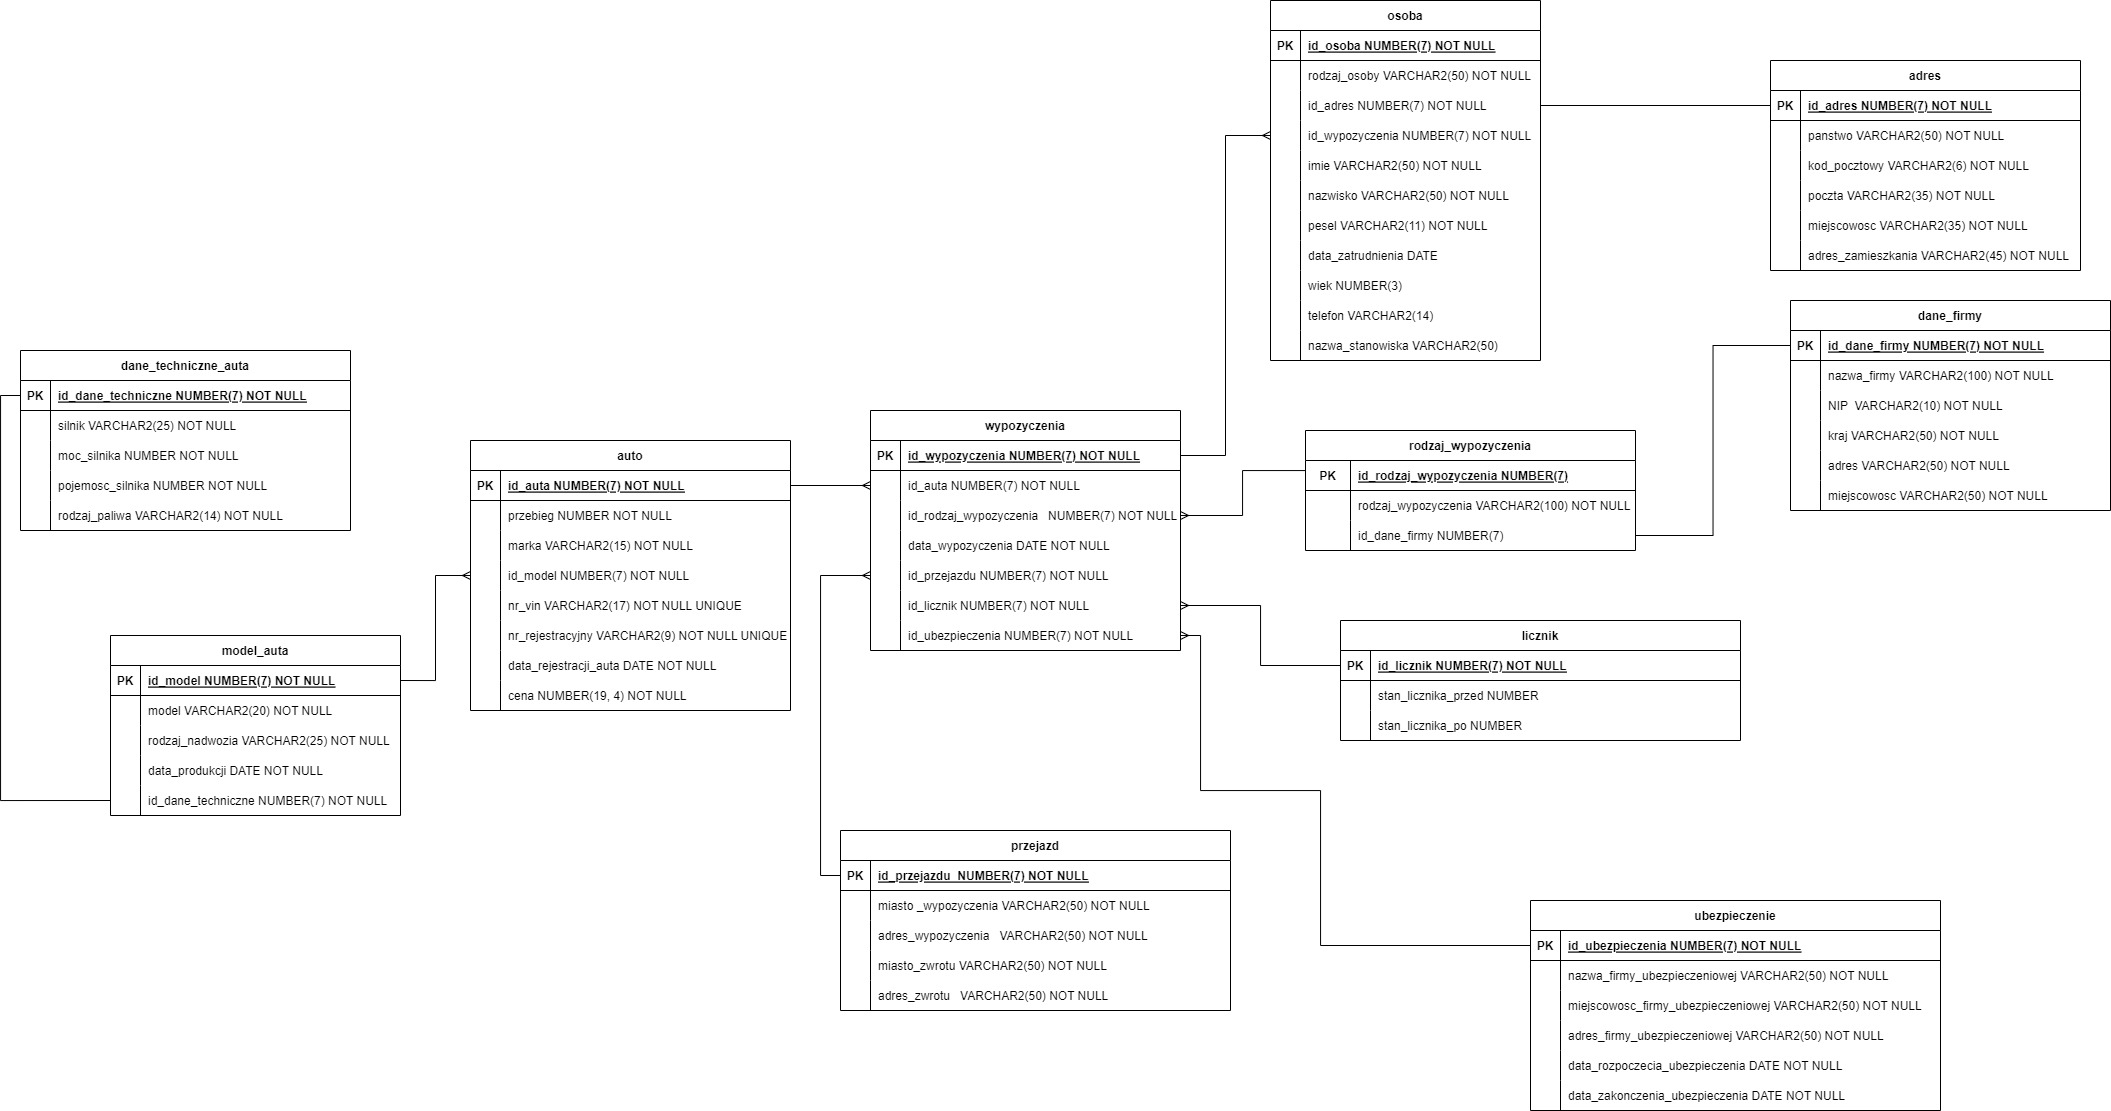 osoba
PK id_osoba NUMBER(7) NOT NULL
rodzaj_osoby VARCHAR2(50) NOT NULL
id_adres NUMBER(7) NOT NULL
id_wypozyczenia NUMBER(7) NOT NULL
imie VARCHAR2(50) NOT NULL
nazwisko VARCHAR2(50) NOT NULL
pesel VARCHAR2(11) NOT NULL
data_zatrudnienia DATE
wiek NUMBER(3)
telefon VARCHAR2(14)
nazwa_stanowiska VARCHAR2(50)
adres
PK id_adres NUMBER(7) NOT NULL
panstwo VARCHAR2(50) NOT NULL
kod_pocztowy VARCHAR2(6) NOT NULL
poczta VARCHAR2(35) NOT NULL
miejscowosc VARCHAR2(35) NOT NULL
adres_zamieszkania VARCHAR2(45) NOT NULL
dane_firmy
PK id_dane_firmy NUMBER(7) NOT NULL
nazwa_firmy VARCHAR2(100) NOT NULL
NIP  VARCHAR2(10) NOT NULL
kraj VARCHAR2(50) NOT NULL
adres VARCHAR2(50) NOT NULL
miejscowosc VARCHAR2(50) NOT NULL
dane_techniczne_auta
PK id_dane_techniczne NUMBER(7) NOT NULL
silnik VARCHAR2(25) NOT NULL
moc_silnika NUMBER NOT NULL
pojemosc_silnika NUMBER NOT NULL
rodzaj_paliwa VARCHAR2(14) NOT NULL
auto
PK id_auta NUMBER(7) NOT NULL
przebieg NUMBER NOT NULL
marka VARCHAR2(15) NOT NULL
id_model NUMBER(7) NOT NULL
nr_vin VARCHAR2(17) NOT NULL UNIQUE
nr_rejestracyjny VARCHAR2(9) NOT NULL UNIQUE
data_rejestracji_auta DATE NOT NULL
cena NUMBER(19, 4) NOT NULL
wypozyczenia
PK id_wypozyczenia NUMBER(7) NOT NULL
id_auta NUMBER(7) NOT NULL
id_rodzaj_wypozyczenia   NUMBER(7) NOT NULL
data_wypozyczenia DATE NOT NULL
id_przejazdu NUMBER(7) NOT NULL
id_licznik NUMBER(7) NOT NULL
id_ubezpieczenia NUMBER(7) NOT NULL
rodzaj_wypozyczenia
PK id_rodzaj_wypozyczenia NUMBER(7)
rodzaj_wypozyczenia VARCHAR2(100) NOT NULL
id_dane_firmy NUMBER(7)
licznik
PK id_licznik NUMBER(7) NOT NULL
stan_licznika_przed NUMBER
stan_licznika_po NUMBER
model_auta
PK id_model NUMBER(7) NOT NULL
model VARCHAR2(20) NOT NULL
rodzaj_nadwozia VARCHAR2(25) NOT NULL
data_produkcji DATE NOT NULL
id_dane_techniczne NUMBER(7) NOT NULL
przejazd
PK id_przejazdu  NUMBER(7) NOT NULL
miasto _wypozyczenia VARCHAR2(50) NOT NULL
adres_wypozyczenia   VARCHAR2(50) NOT NULL
miasto_zwrotu VARCHAR2(50) NOT NULL
adres_zwrotu   VARCHAR2(50) NOT NULL
ubezpieczenie
PK id_ubezpieczenia NUMBER(7) NOT NULL
nazwa_firmy_ubezpieczeniowej VARCHAR2(50) NOT NULL
miejscowosc_firmy_ubezpieczeniowej VARCHAR2(50) NOT NULL
adres_firmy_ubezpieczeniowej VARCHAR2(50) NOT NULL
data_rozpoczecia_ubezpieczenia DATE NOT NULL
data_zakonczenia_ubezpieczenia DATE NOT NULL